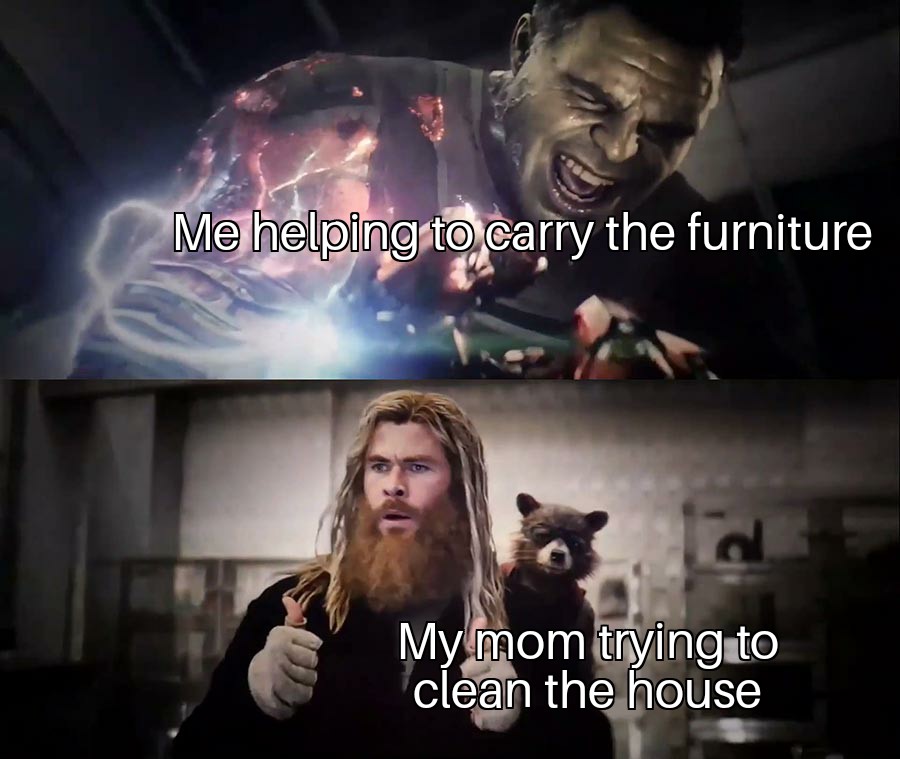 Me helping to carry the furniture
My mom trying to
clean the house